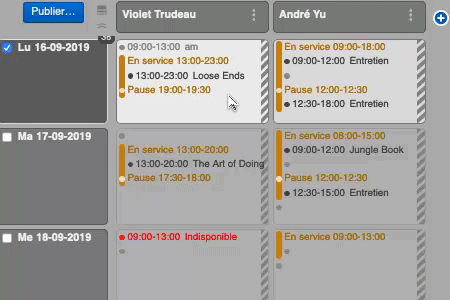 Publier...
Violet Trudeau
André Yu
38
Lu 16-09-2019
09:00-13:00 am
En service 13:00-23:00
13:00-23:00 Loose Ends
Pause 19:00-19:30
En service 09:00-18:00
09:00-12:00 Entretien
Pause 12:00-12:30
12:30-18:00 Entretien
Ma 17-09-2019
En service 13:00-20:00
13:00-20:00 The Art of Doing
Pause 17:30-18:00
En service 08:00-15:00
09:00-12:00 Jungle Book
Pause 12:00-12:30
12:30-15:00 Entretien
Me 18-09-2019
09:00-13:00 Indisponible
En service 09:00-13:00